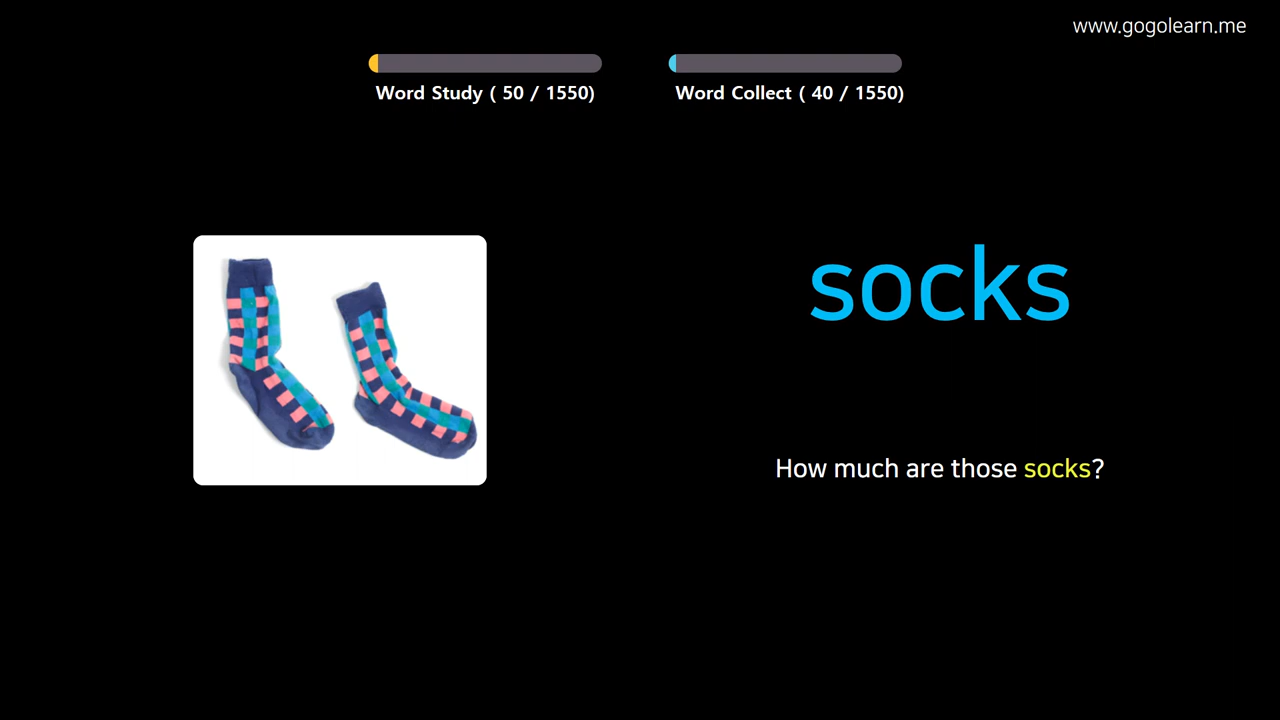 www.gogolearn.me
Word Study ( 50 / 1550)
Word Collect ( 40 / 1550)
socks
How much are those socks?